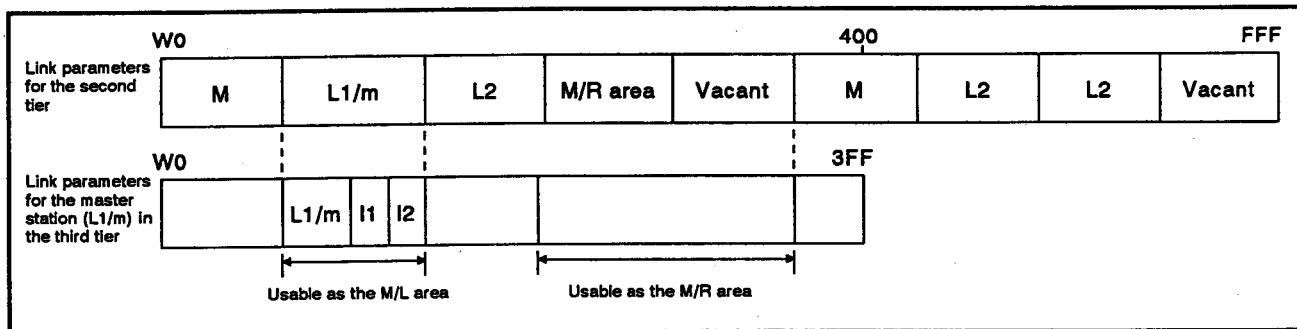 W0 400 FFF
Link parameters
for the second
tier
M L1/m L2 M/R area Vacant M L2 L2 Vacant
W0 3FF
Link parameters
for the master
station (L1/m) in
the third tier
L1/m l1 l2
Usable as the M/L area Usable as the M/R area